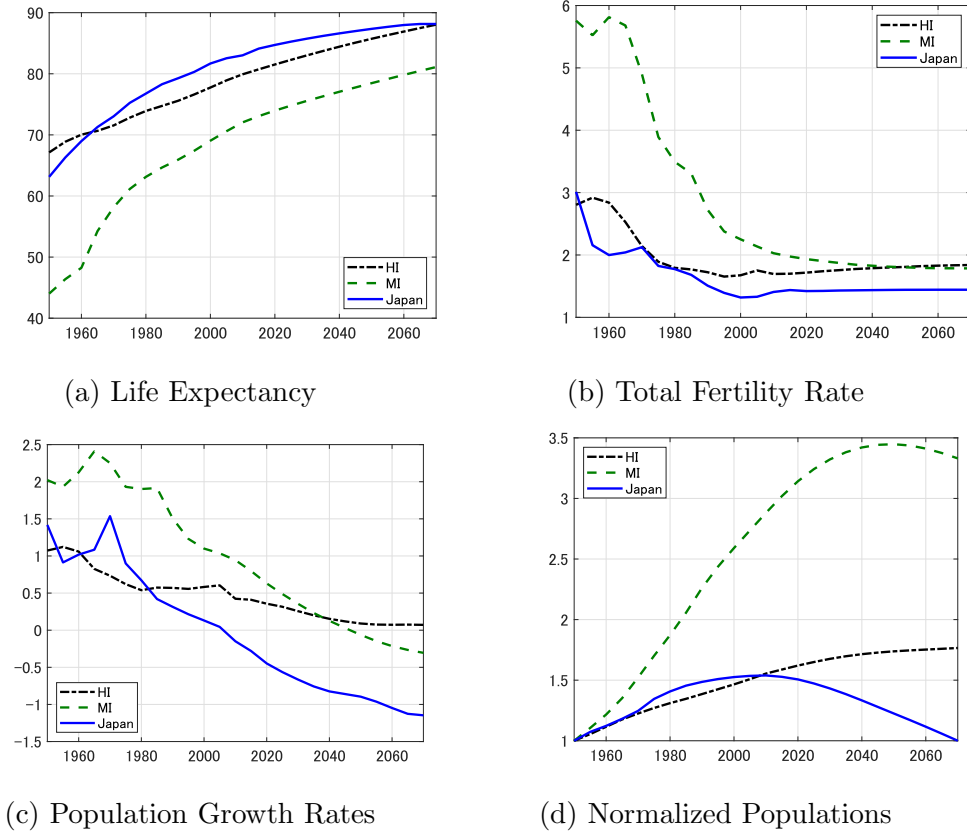 90
80
70
60
50
40
1960 1980 2000 2020 2040 2060
HI
MI
Japan
(a) Life Expectancy
6
5
4
3
2
1
1960 1980 2000 2020 2040 2060
HI
MI
Japan
(b) Total Fertility Rate
2.5
2
1.5
1
0.5
0
−0.5
−1
−1.5
1960 1980 2000 2020 2040 2060
HI
MI
Japan
(c) Population Growth Rates
3.5
3
2.5
2
1.5
1
1960 1980 2000 2020 2040 2060
HI
MI
Japan
(d) Normalized Populations